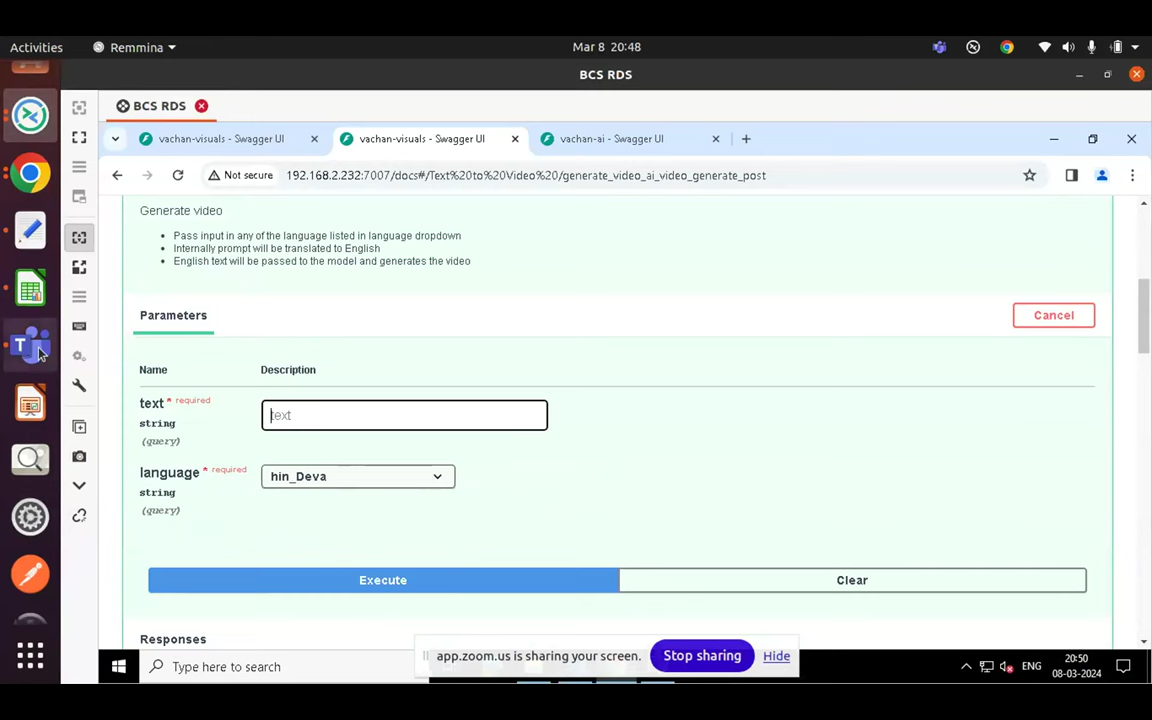 Activities
Remmina
Mar 8 20:48
BCS RDS
BCS RDS
vachan-visuals - Swagger UI
vachan-visuals - Swagger UI
vachan-ai - Swagger UI
Not secure
192.168.2.232:7007/docs#/Text%20to%20Video%20/generate_video_ai_video_generate_post
Generate video
Pass input in any of the language listed in language dropdown
Internally prompt will be translated to English
English text will be passed to the model and generates the video
Parameters
Cancel
Name
Description
text * required
string
(query)
text
language * required
string
(query)
hin_Deva
Execute
Clear
Responses
app.zoom.us is sharing your screen.
Stop sharing
Hide
Type here to search
ENG
20:50
08-03-2024